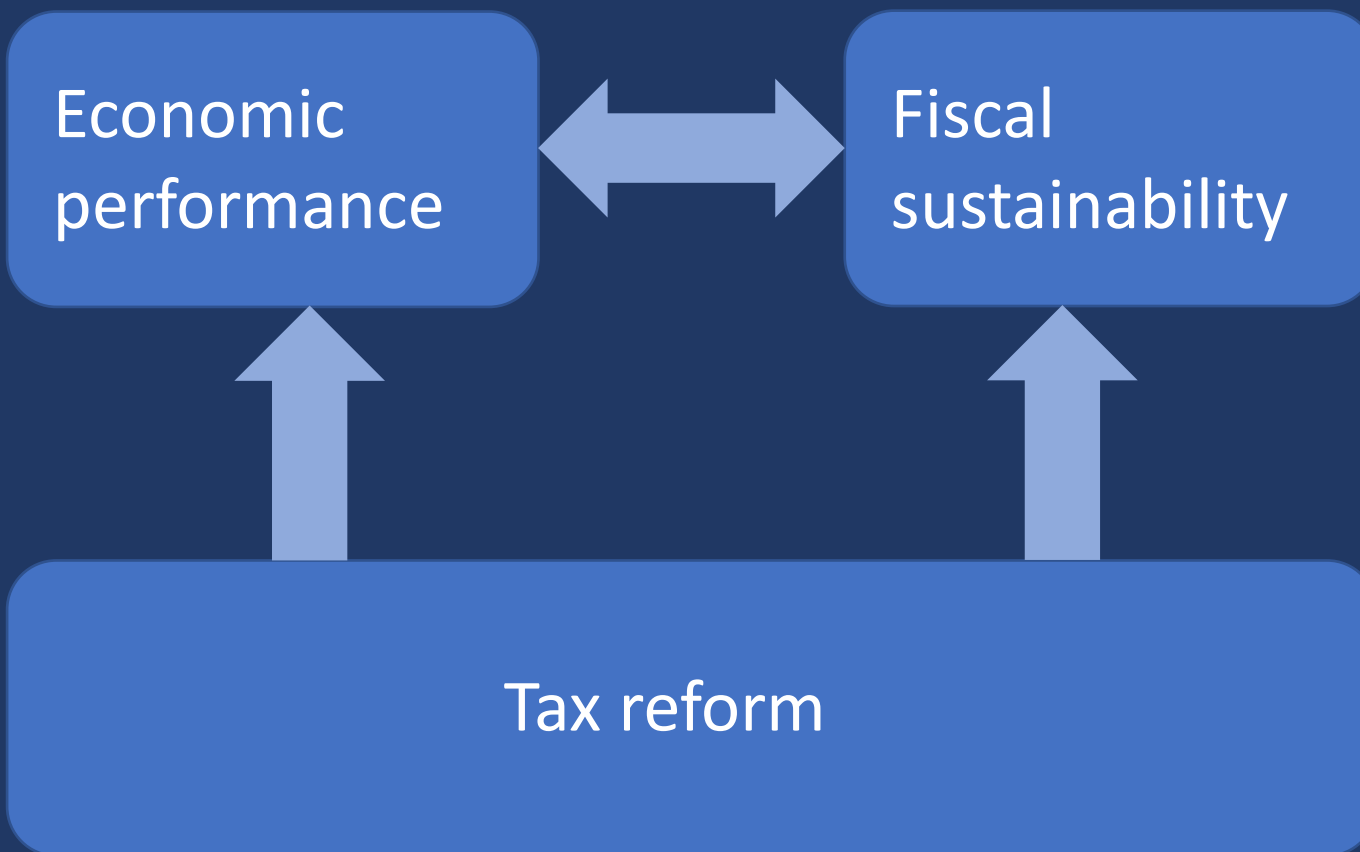 Economic
performance
Fiscal
sustainability
Tax reform